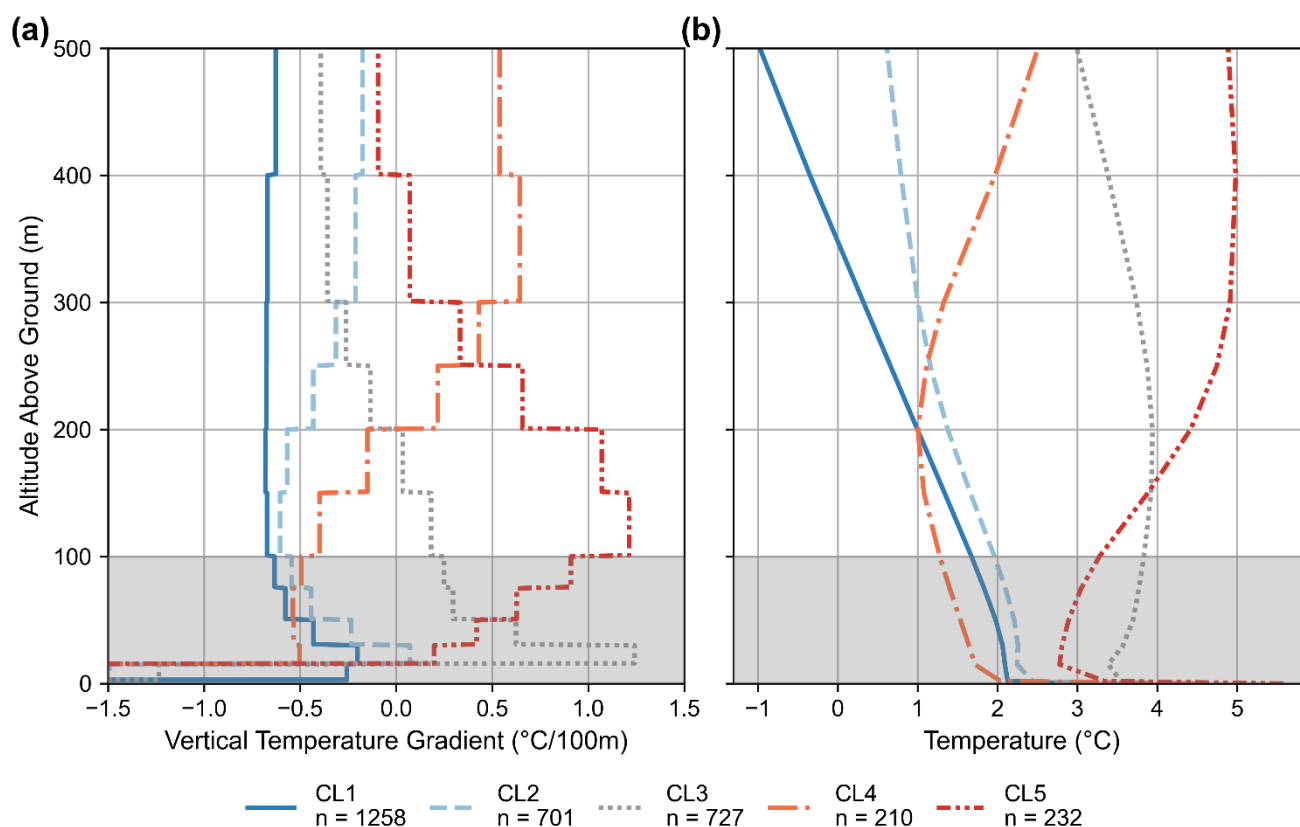 (a)
500
400
300
200
100
0
Altitude Above Ground (m)
−1.5 −1.0 −0.5 0.0 0.5 1.0 1.5
Vertical Temperature Gradient (°C/100m)
(b)
−1 0 1 2 3 4 5
Temperature (°C)
CL1
n = 1258
CL2
n = 701
CL3
n = 727
CL4
n = 210
CL5
n = 232